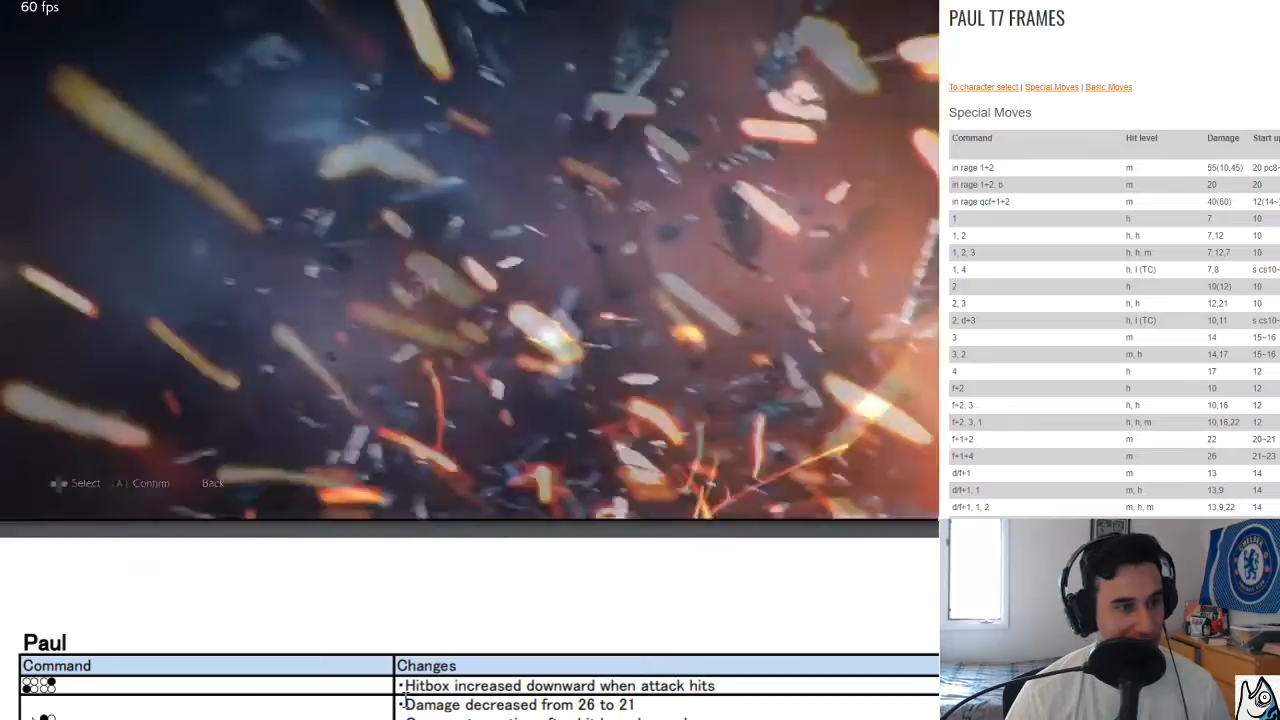 60 fps
Select (A) Confirm Back
PAUL T7 FRAMES
To character select | Special Moves | Basic Moves
Special Moves
Command Hit level Damage Start u
in rage 1+2 m 55(10,45) 20 pc8~
in rage 1+2, b m 20 20
in rage qcf+1+2 m 40(60) 12(14~
1 h 7 10
1, 2 h, h 7,12 10
1, 2, 3 h, h, m 7,12,7 10
1, 4 h, l (TC) 7,8 s cs10~
2 h 10(12) 10
2, 3 h, h 12,21 10
2, d+3 h, l (TC) 10,11 s cs10~
3 m 14 15~16
3, 2 m, h 14,17 15~16
4 h 17 12
f+2 h 10 12
f+2, 3 h, h 10,16 12
f+2, 3, 1 h, h, m 10,16,22 12
f+1+2 m 22 20~21
f+1+4 m 26 21~23
d/f+1 m 13 14
d/f+1, 1 m, h 13,9 14
d/f+1, 1, 2 m, h, m 13,9,22 14
CHELSEA
Paul
Command Changes
・Hitbox increased downward when attack hits
・Damage decreased from 26 to 21